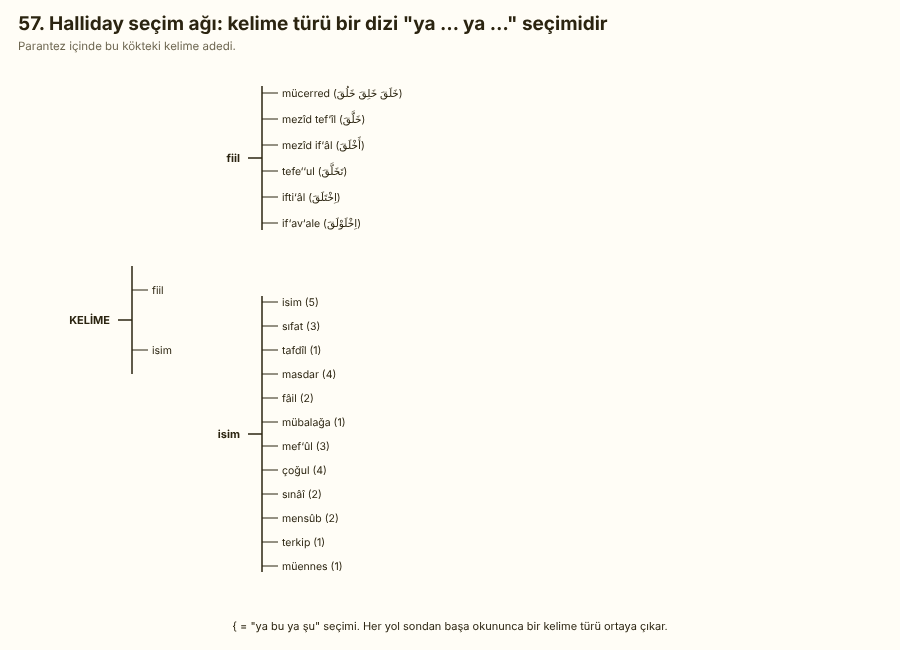 57. Halliday seçim ağı: kelime türü bir dizi "ya … ya …" seçimidir
Parantez içinde bu kökteki kelime adedi.
mücerred (خَلَقَ خَلِقَ خَلُقَ)
mezîd tef‘îl (خَلَّقَ)
mezîd if‘âl (أَخْلَقَ)
fiil
tefe‘‘ul (تَخَلَّقَ)
ifti‘âl (اِخْتَلَقَ)
if‘av‘ale (اِخْلَوْلَقَ)
KELİME
fiil
isim
isim
isim (5)
sıfat (3)
tafdîl (1)
masdar (4)
fâil (2)
mübalağa (1)
mef‘ûl (3)
çoğul (4)
sınâî (2)
mensûb (2)
terkip (1)
müennes (1)
{ = "ya bu ya şu" seçimi. Her yol sondan başa okununca bir kelime türü ortaya çıkar.